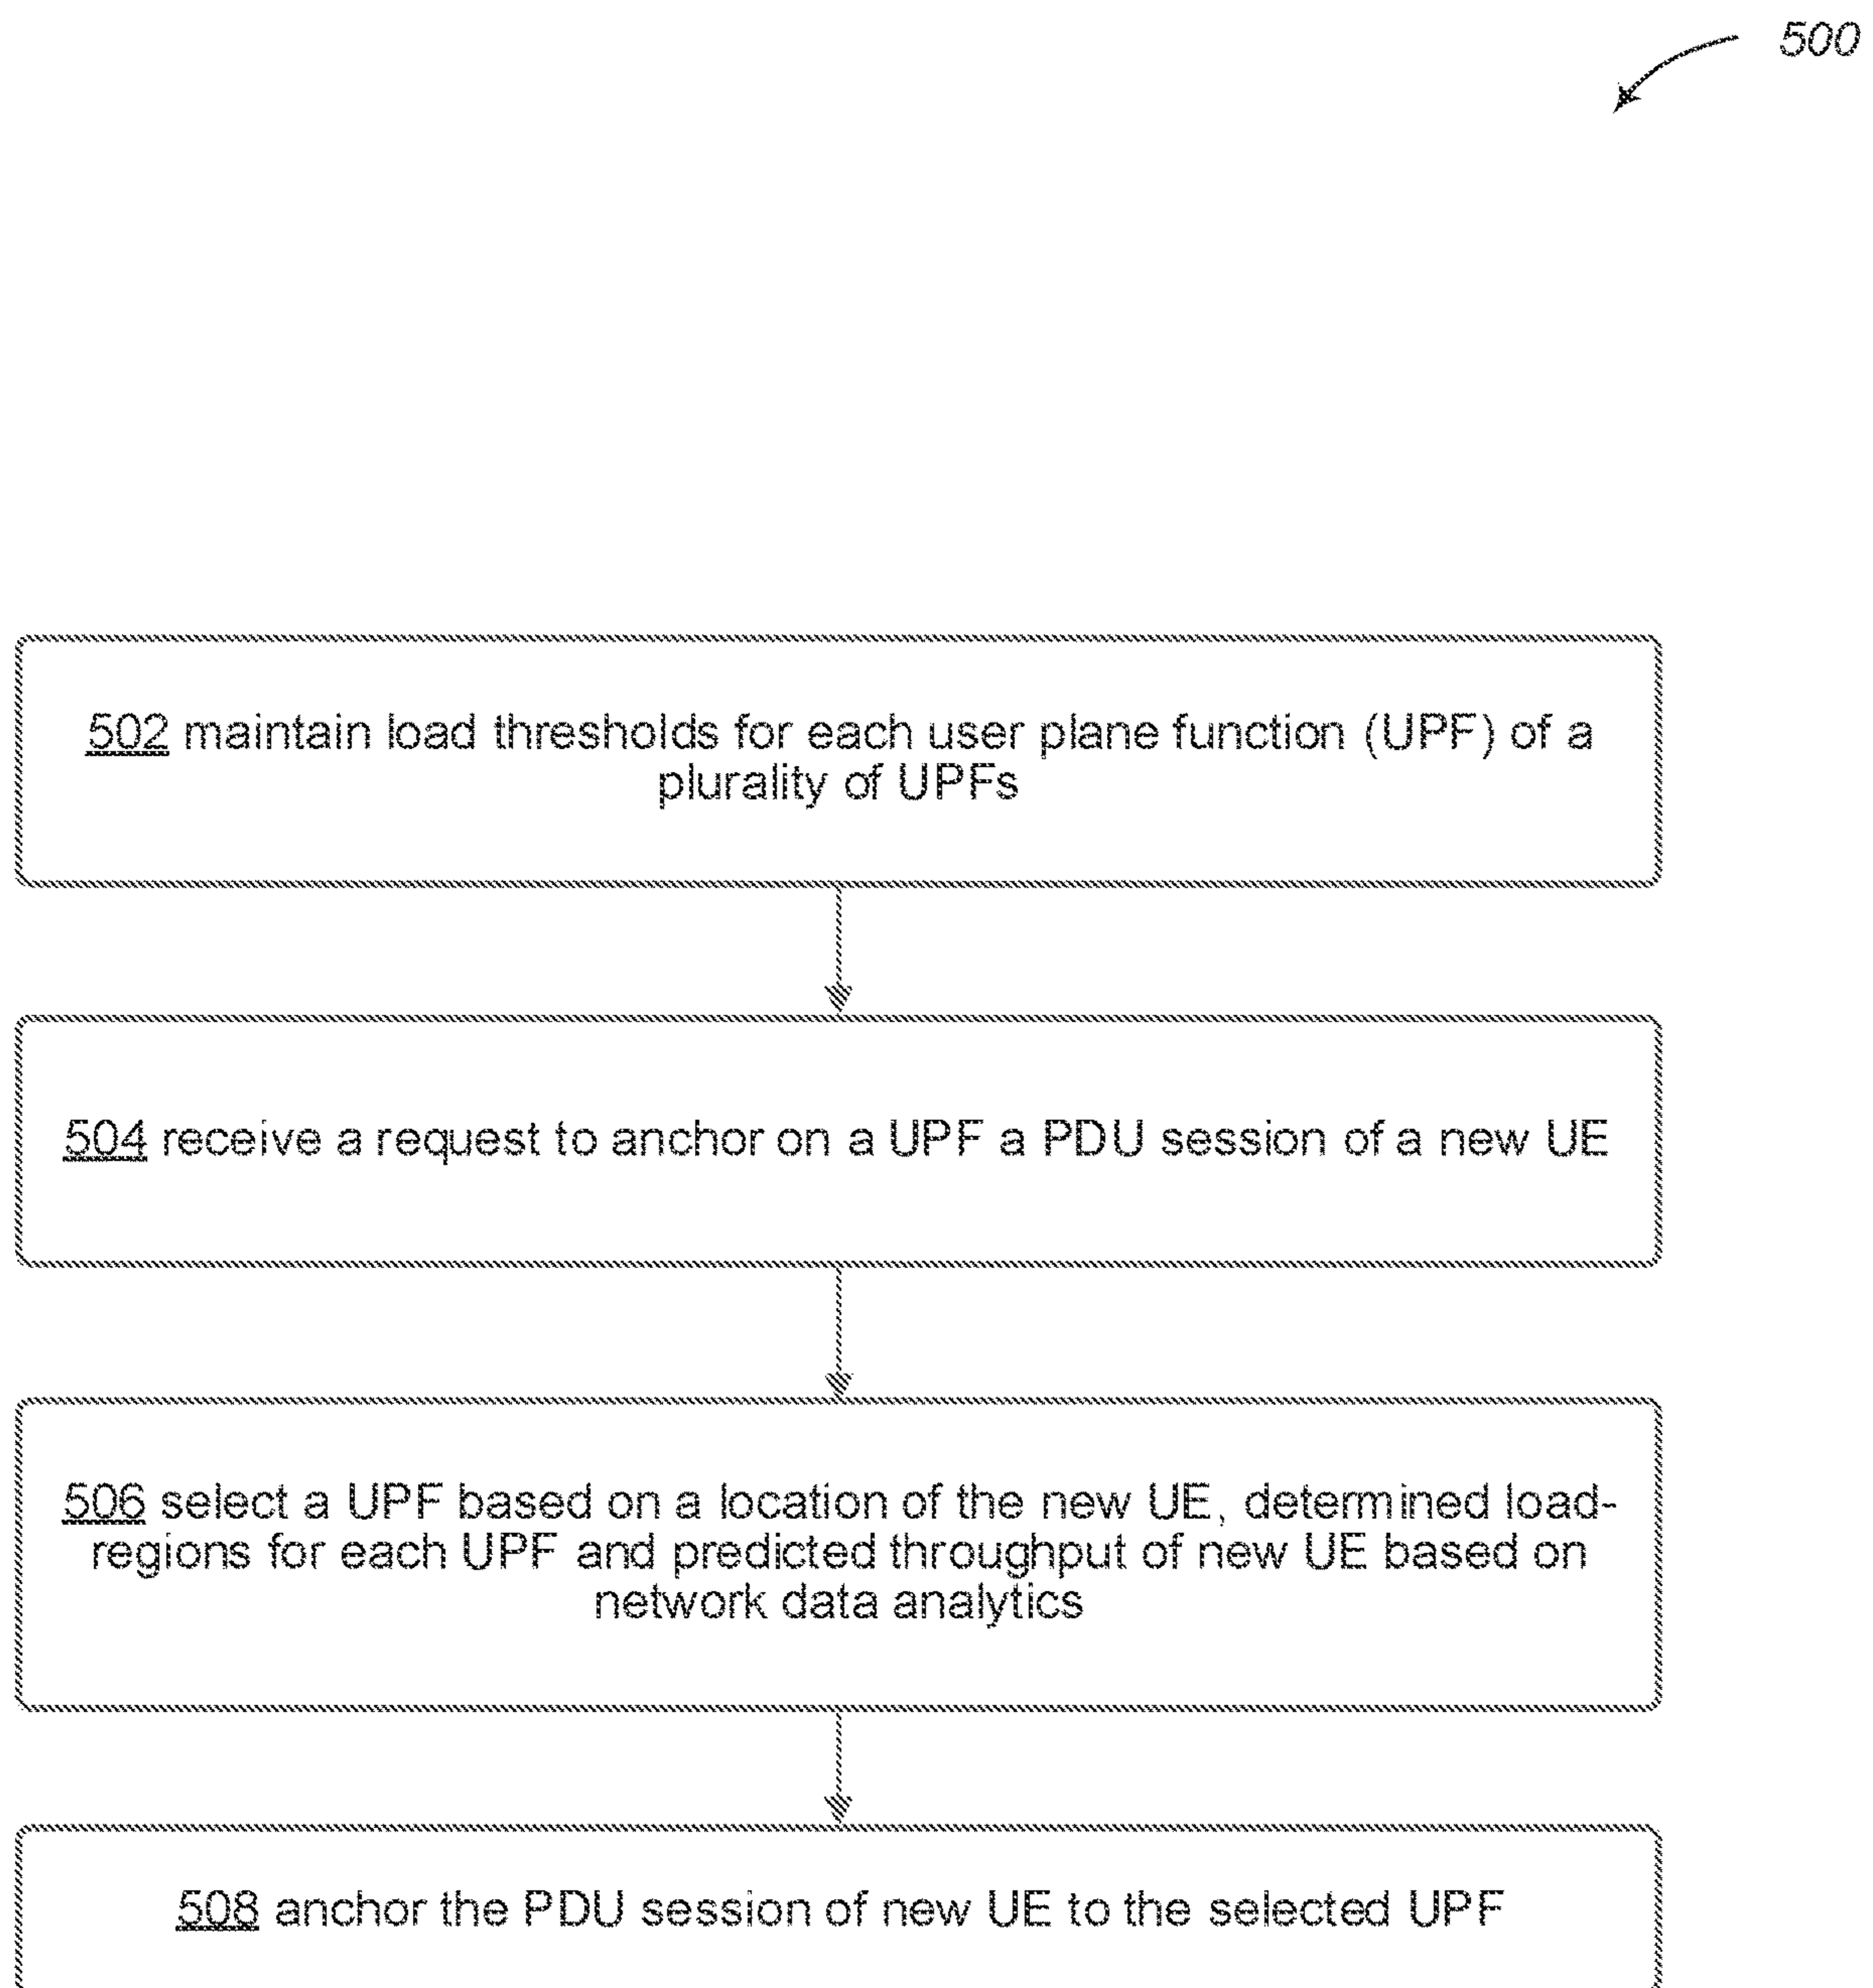 500
502 maintain load thresholds for each user plane function (UPF) of a
plurality of UPFs
504 receive a request to anchor on a UPF a PDU session of a new UE
506 select a UPF based on a location of the new UE, determined load-
regions for each UPF and predicted throughput of new UE based on
network data analytics
508 anchor the PDU session of new UE to the selected UPF